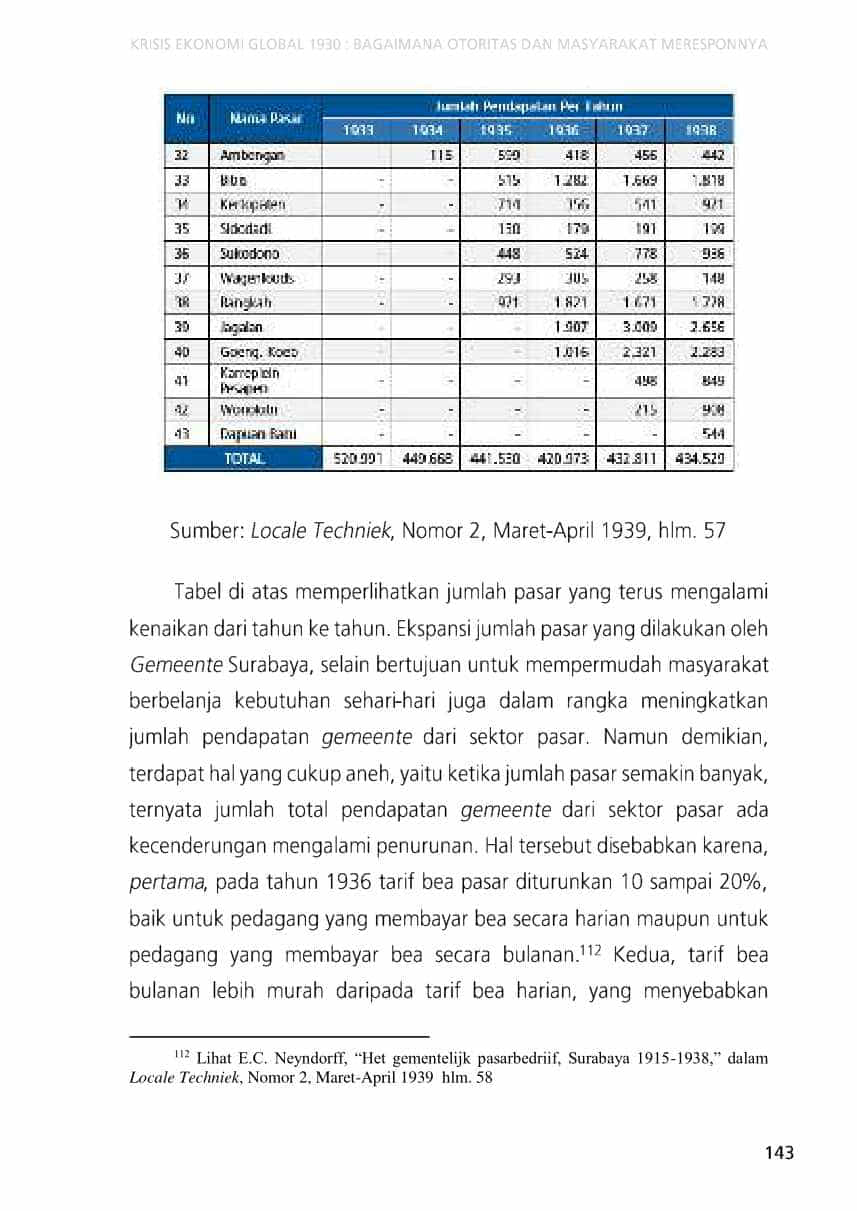 KRISIS EKONOMI GLOBAL 1930 : BAGAIMANA OTORITAS DAN MASYARAKAT MERESPONNYA
No Nama Pasar Jumlah Pendapatan Per Tahun
1933 1934 1935 1936 1937 1938
32 Ambengan 115 599 418 456 442
33 Bibis - - 515 1.282 1.669 1.818
34 Kertopaten - - 714 356 541 921
35 Sidodadi - - 130 179 191 199
36 Sukodono 448 524 778 936
37 - - 293 305 258 148
38 Rangkah - - 921 1.821 1.671 1.778
39 Jagalan - - - 1.907 3.009 2.656
40 - - - 1.016 2.321 2.283
41 Pesapen - - - - 498 849
42 - - - - 215 908
43 Dapuan Baru - - - - - 544
TOTAL 520.991 449.668 441.530 420.973 432.811 434.529
Sumber: Locale Techniek, Nomor 2, Maret-April 1939, hlm. 57
Tabel di atas memperlihatkan jumlah pasar yang terus mengalami
kenaikan dari tahun ke tahun. Ekspansi jumlah pasar yang dilakukan oleh
Gemeente Surabaya, selain bertujuan untuk mempermudah masyarakat
berbelanja kebutuhan sehari-hari juga dalam rangka meningkatkan
jumlah pendapatan gemeente dari sektor pasar. Namun demikian,
terdapat hal yang cukup aneh, yaitu ketika jumlah pasar semakin banyak,
ternyata jumlah total pendapatan gemeente dari sektor pasar ada
kecenderungan mengalami penurunan. Hal tersebut disebabkan karena,
pertama, pada tahun 1936 tarif bea pasar diturunkan 10 sampai 20%,
baik untuk pedagang yang membayar bea secara harian maupun untuk
pedagang yang membayar bea secara bulanan.112 Kedua, tarif bea
bulanan lebih murah daripada tarif bea harian, yang menyebabkan
112 Lihat E.C. Neyndorff, “Het gementelijk pasarbedriif, Surabaya 1915-1938,” dalam
Locale Techniek, Nomor 2, Maret-April 1939 hlm. 58
143